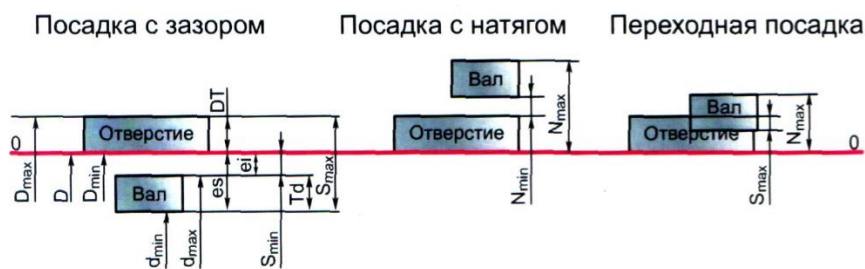 Посадка с зазором
Посадка с натягом
Переходная посадка
0
Отверстие
DT
Dmax
D
Dmin
Вал
dmin
dmax
es
ei
Smin
Td
Smax
Вал
Отверстие
Nmin
Nmax
Вал
Отверстие
Smax
Nmax
0